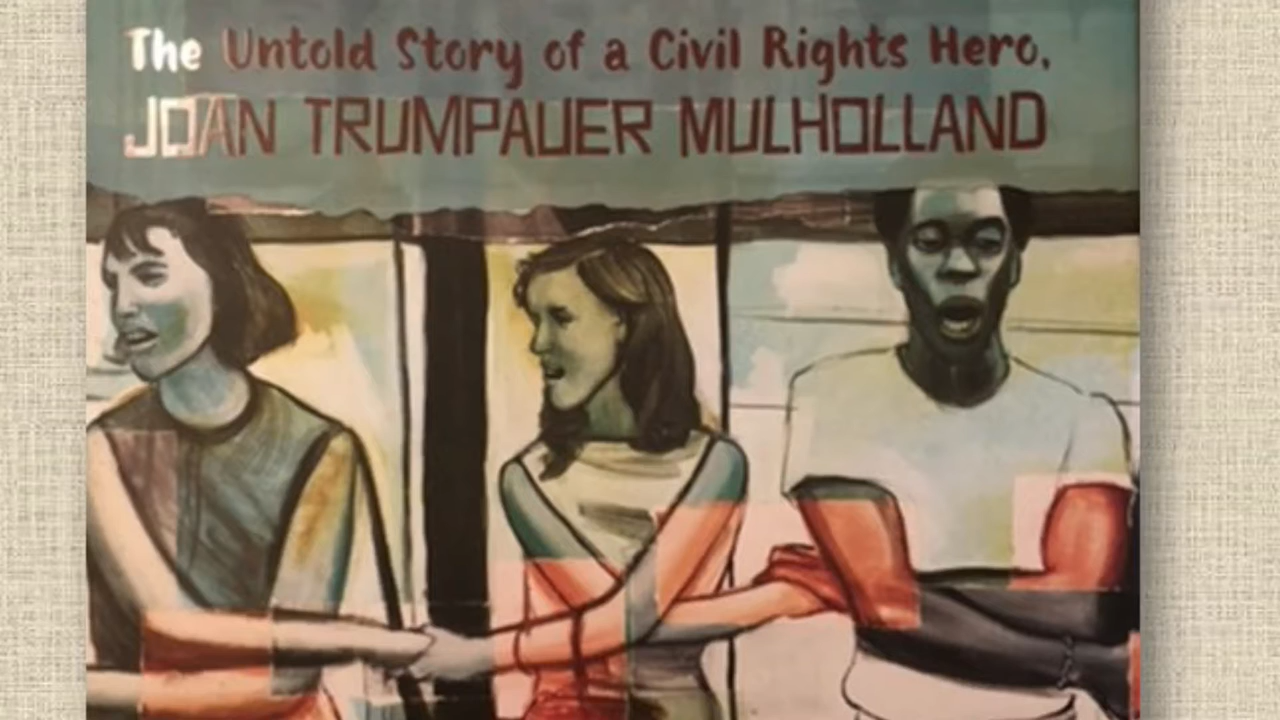 The Untold Story of a Civil Rights Hero,
JOAN TRUMPAUER MULHOLLAND